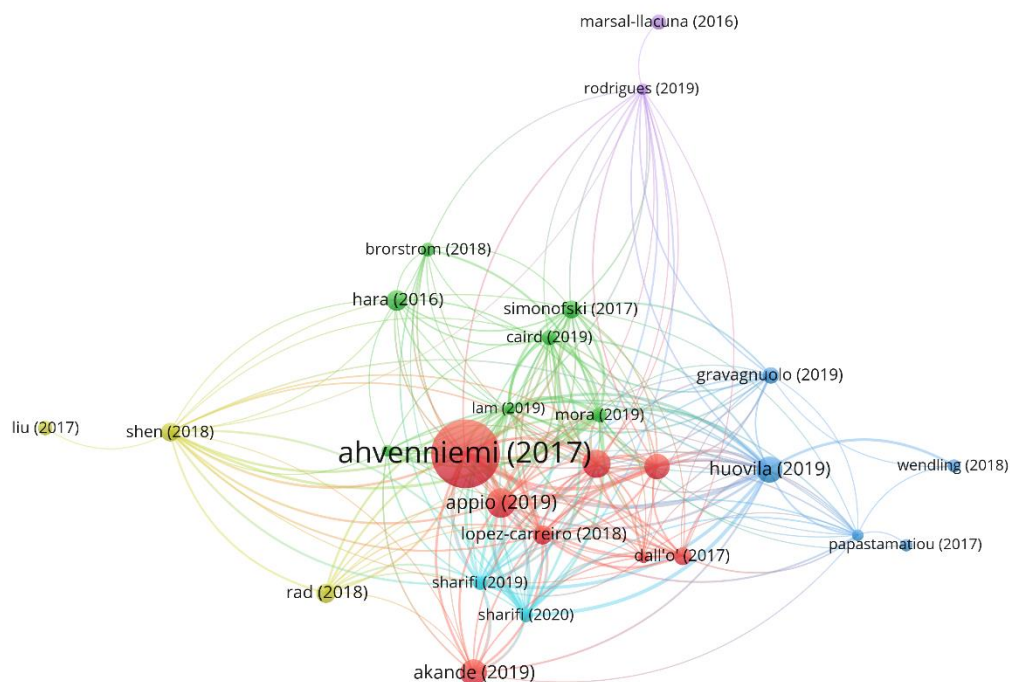 marsal-llacuna (2016)
rodrigues (2019)
brorstrom (2018)
hara (2016)
simonofski (2017)
caird (2019)
gravagnuolo (2019)
lam (2019)
mora (2019)
liu (2017)
shen (2018)
ahvenniemi (2017)
huovila (2019)
wendling (2018)
appio (2019)
lopez-carreiro (2018)
papastamatiou (2017)
dall'o' (2017)
sharifi (2019)
rad (2018)
sharifi (2020)
akande (2019)